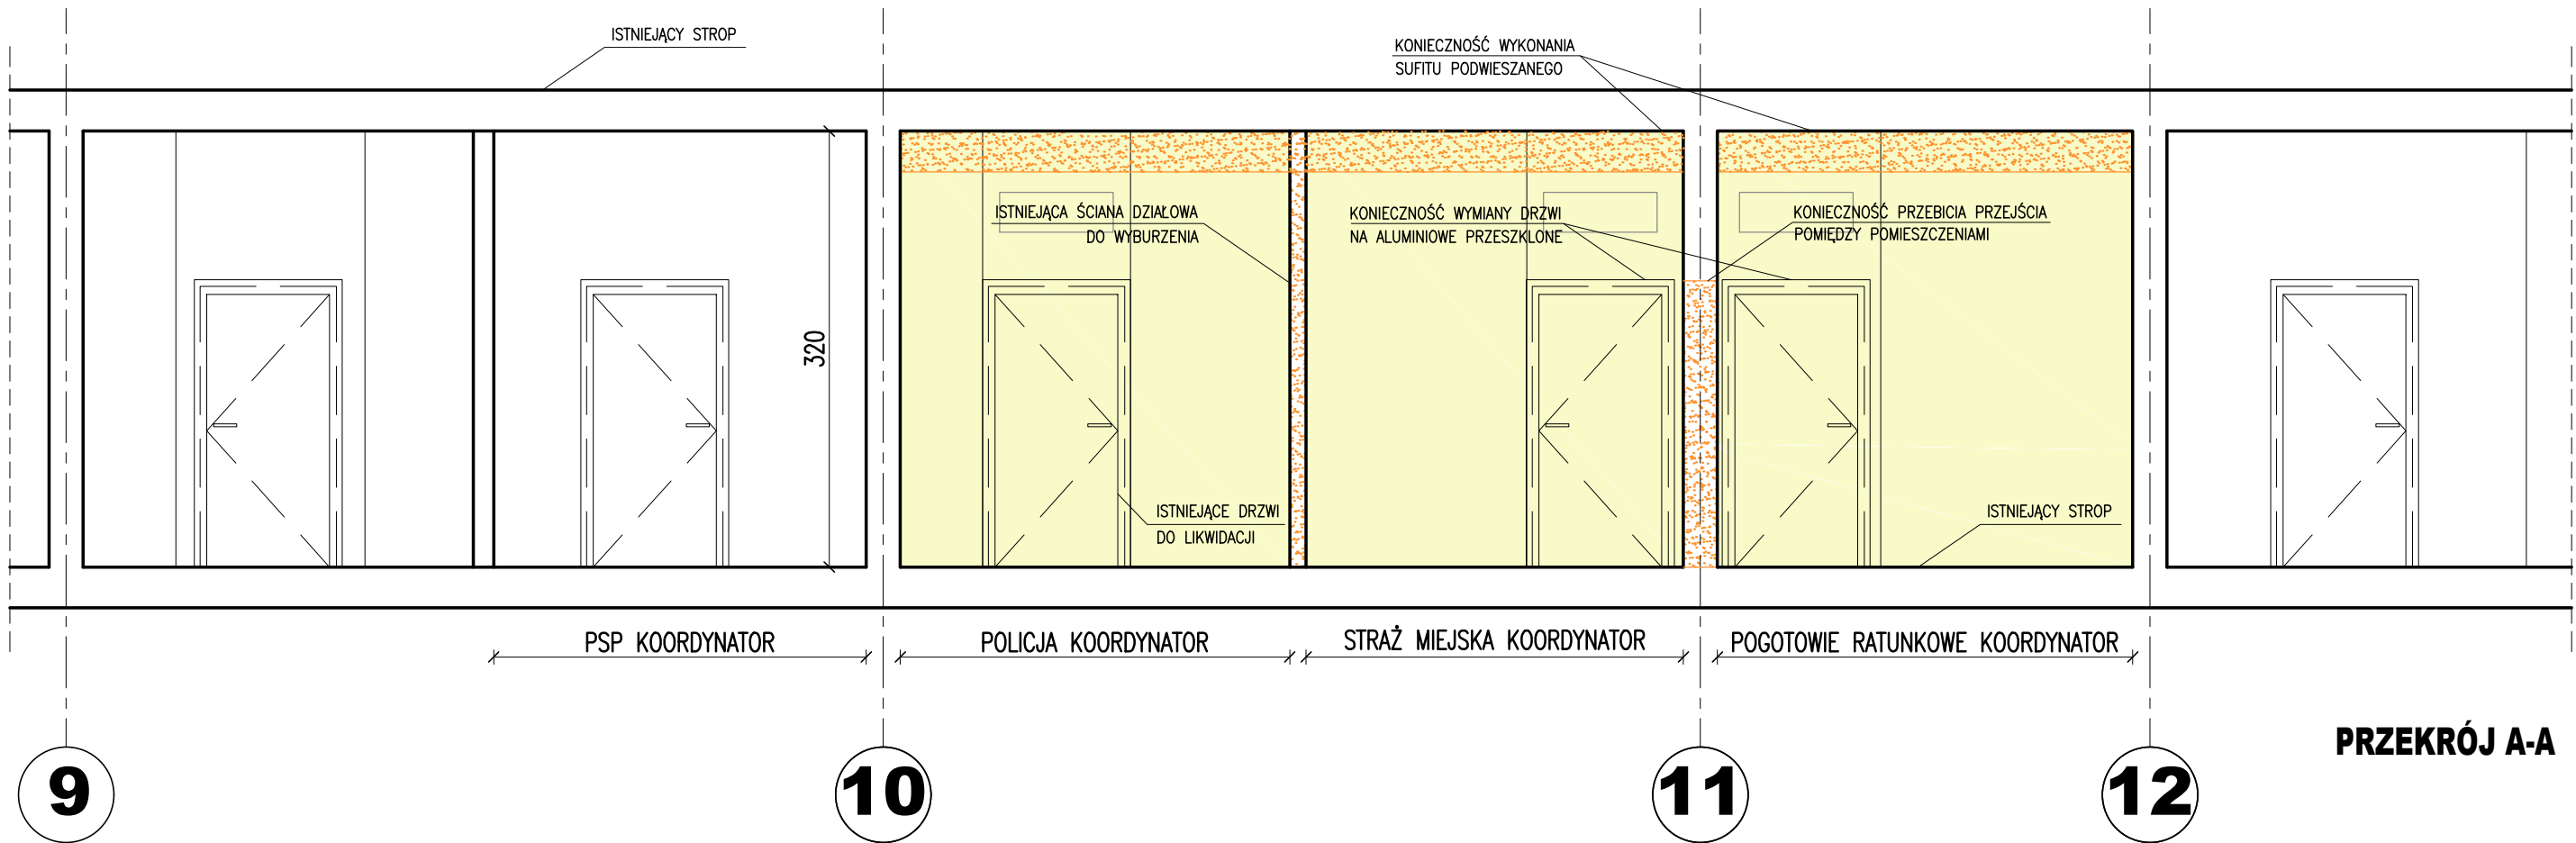 ISTNIEJĄCY STROP
KONIECZNOŚĆ WYKONANIA
SUFITU PODWIESZANEGO
ISTNIEJĄCA ŚCIANA DZIAŁOWA
DO WYBURZENIA
KONIECZNOŚĆ WYMIANY DRZWI
NA ALUMINIOWE PRZESZKLONE
KONIECZNOŚĆ PRZEBICIA PRZEJŚCIA
POMIĘDZY POMIESZCZENIAMI
320
ISTNIEJĄCE DRZWI
DO LIKWIDACJI
ISTNIEJĄCY STROP
PSP KOORDYNATOR
POLICJA KOORDYNATOR
STRAŻ MIEJSKA KOORDYNATOR
POGOTOWIE RATUNKOWE KOORDYNATOR
PRZEKRÓJ A-A
9
10
11
12